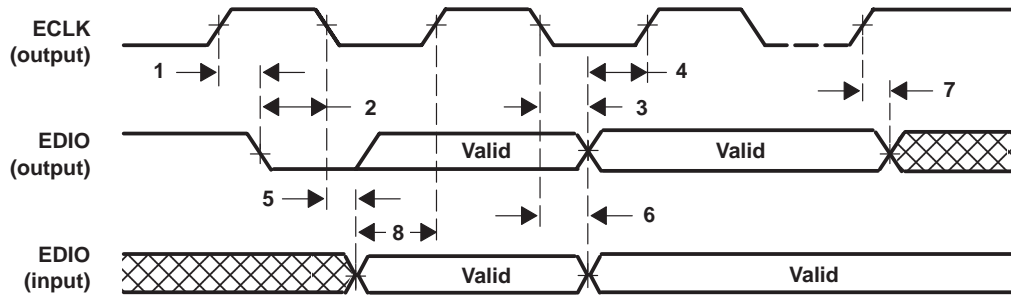 ECLK
(output)
1
4
7
2
3
EDIO
(output)
Valid
Valid
5
8
6
EDIO
(input)
Valid
Valid